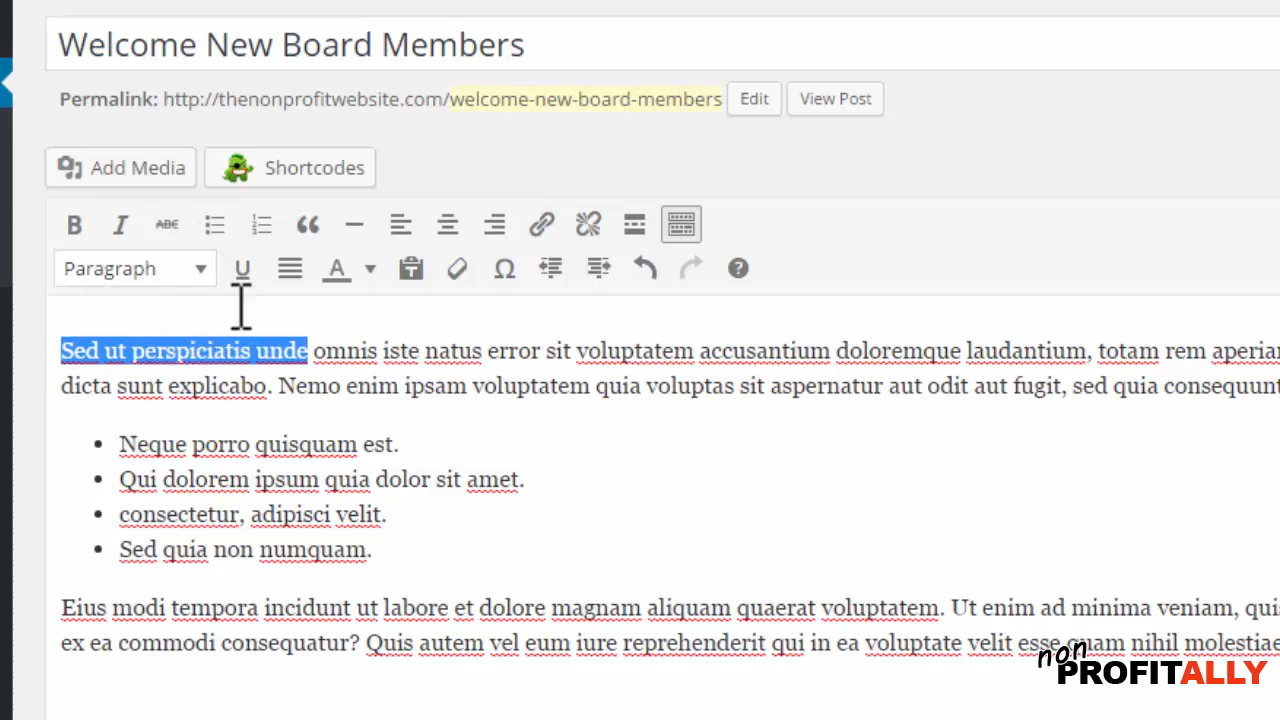 Welcome New Board Members
Permalink: http://thenonprofitwebsite.com/welcome-new-board-members Edit View Post
Add Media Shortcodes
B I ABC
Paragraph U A T Ω ?
Sed ut perspiciatis unde omnis iste natus error sit voluptatem accusantium doloremque laudantium, totam rem
dicta sunt explicabo. Nemo enim ipsam voluptatem quia voluptas sit aspernatur aut odit aut fugit, sed quia
• Neque porro quisquam est.
• Qui dolorem ipsum quia dolor sit amet.
• consectetur, adipisci velit.
• Sed quia non numquam.
Eius modi tempora incidunt ut labore et dolore magnam aliquam quaerat voluptatem. Ut enim ad minima veniam,
ex ea commodi consequatur? Quis autem vel eum iure reprehenderit qui in ea voluptate velit esse quam nihil
non
PROFITALLY